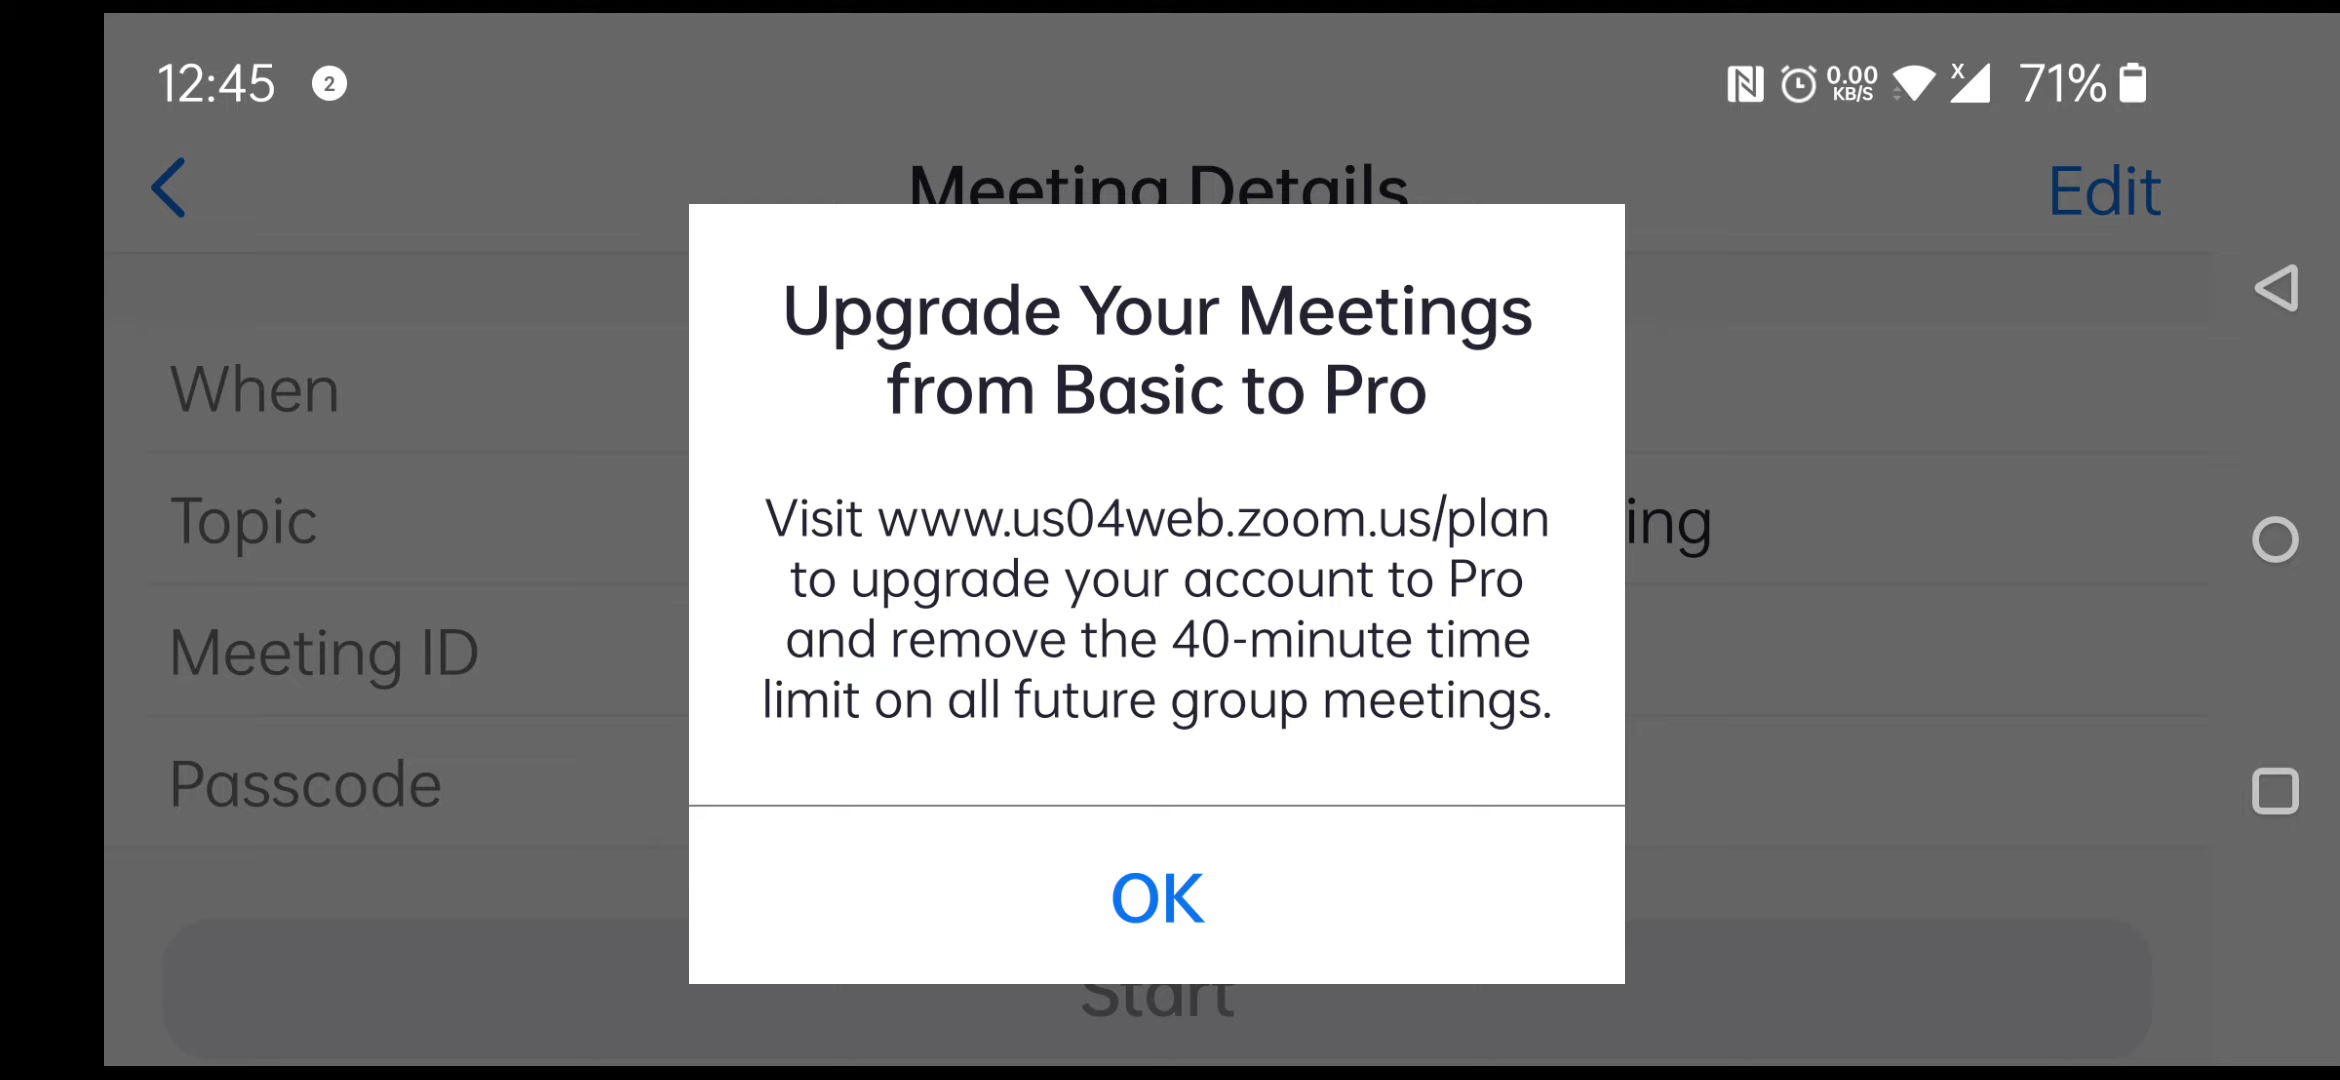 12:45 2 0.00 KB/S X 71%
Meeting Details Edit
Upgrade Your Meetings
from Basic to Pro
When
Visit www.us04web.zoom.us/plan
to upgrade your account to Pro
and remove the 40-minute time
limit on all future group meetings.
Topic ing
Meeting ID
Passcode
OK
Start